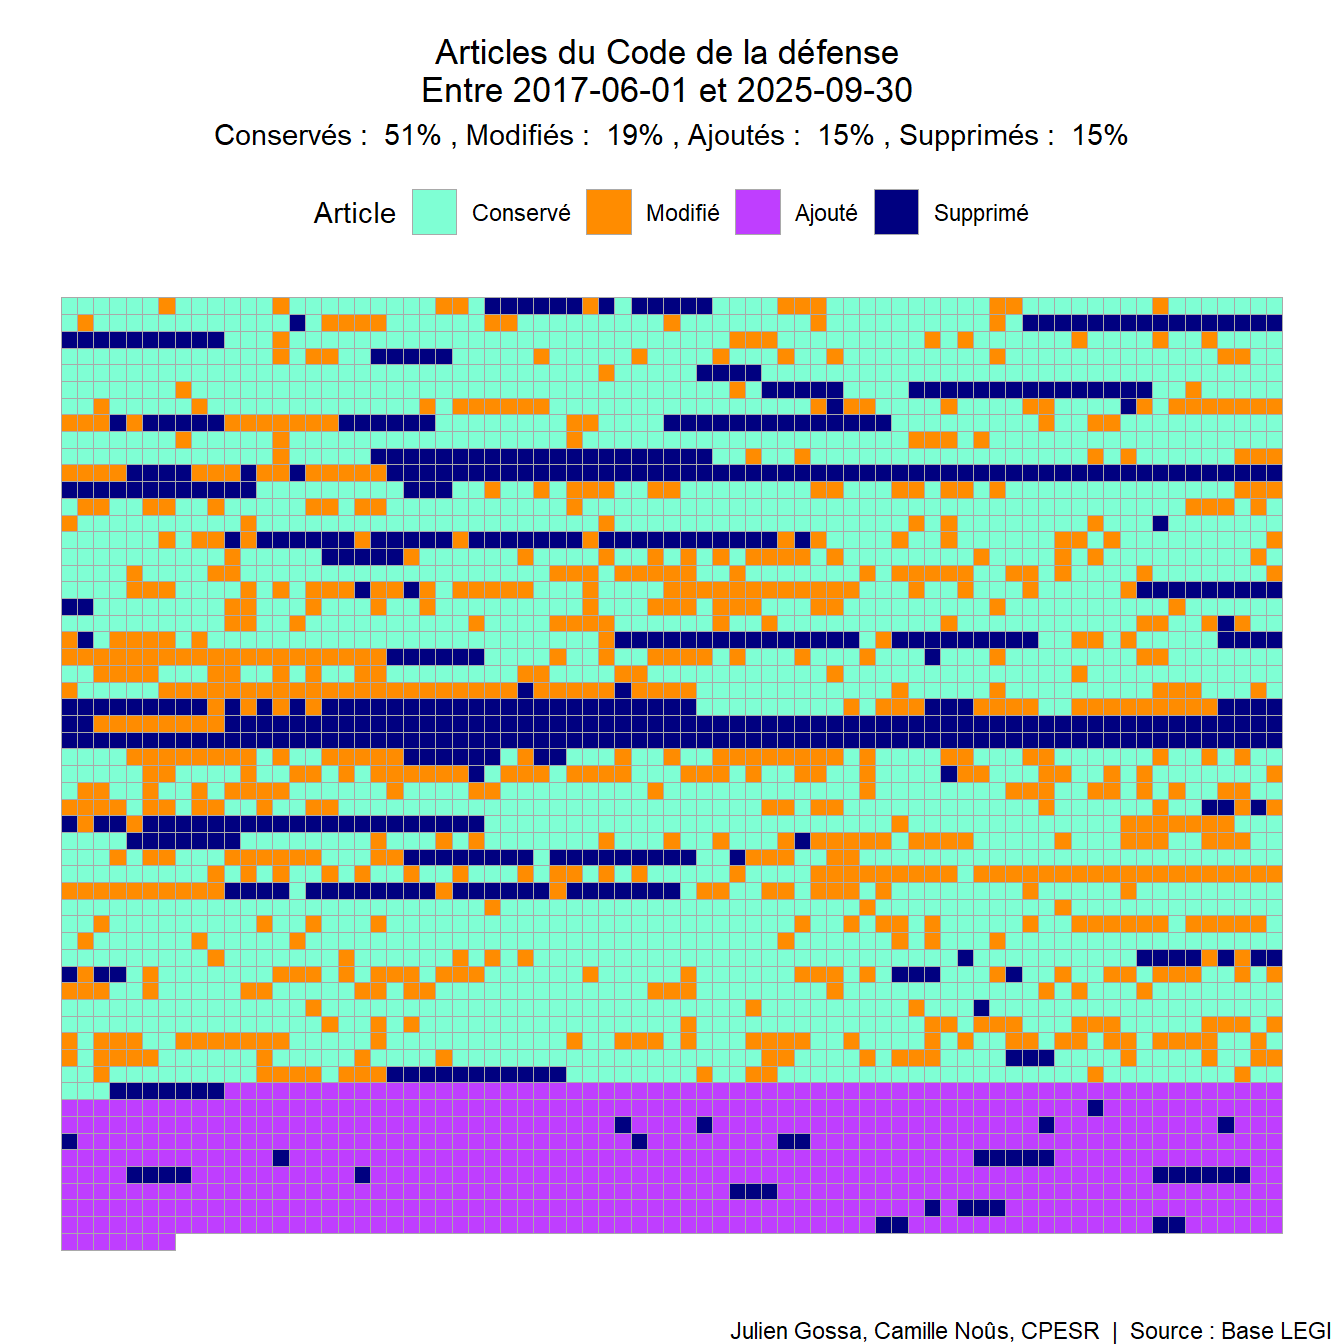 Articles du Code de la défense
Entre 2017-06-01 et 2025-09-30
Conservés :  51% , Modifiés :  19% , Ajoutés :  15% , Supprimés :  15%
Article Conservé Modifié Ajouté Supprimé
Julien Gossa, Camille Noûs, CPESR | Source : Base LEGI